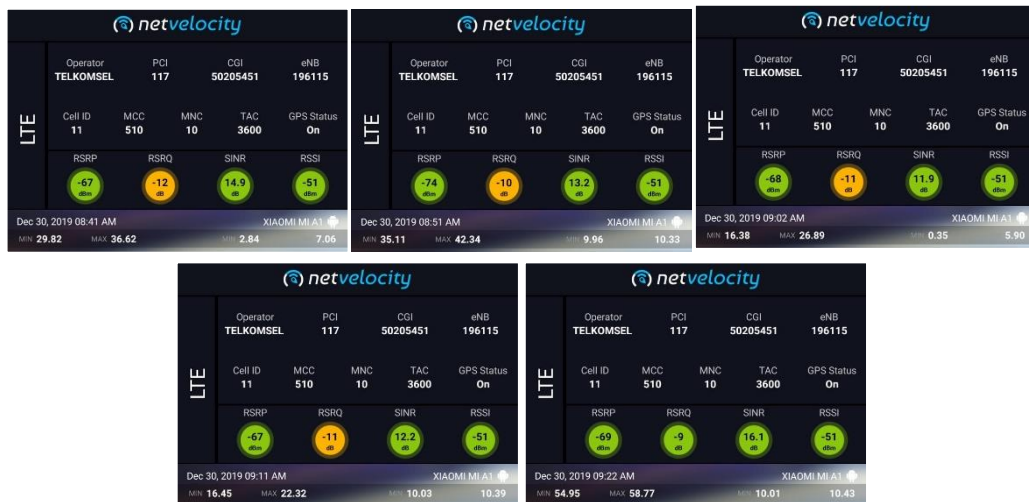 netvelocity
Operator PCI CGI eNB
TELKOMSEL 117 50205451 196115
LTE
Cell ID MCC MNC TAC GPS Status
11 510 10 3600 On
RSRP RSRQ SINR RSSI
-67 -12 14.9 -51
dBm dB dB dBm
Dec 30, 2019 08:41 AM XIAOMI MI A1
MIN 29.82 MAX 36.62 MIN 2.84 7.06
netvelocity
Operator PCI CGI eNB
TELKOMSEL 117 50205451 196115
LTE
Cell ID MCC MNC TAC GPS Status
11 510 10 3600 On
RSRP RSRQ SINR RSSI
-74 -10 13.2 -51
dBm dB dB dBm
Dec 30, 2019 08:51 AM XIAOMI MI A1
MIN 35.11 MAX 42.34 MIN 9.96 10.33
netvelocity
Operator PCI CGI eNB
TELKOMSEL 117 50205451 196115
LTE
Cell ID MCC MNC TAC GPS Status
11 510 10 3600 On
RSRP RSRQ SINR RSSI
-68 -11 11.9 -51
dBm dB dB dBm
Dec 30, 2019 09:02 AM XIAOMI MI A1
MIN 16.38 MAX 26.89 MIN 0.35 5.90
netvelocity
Operator PCI CGI eNB
TELKOMSEL 117 50205451 196115
LTE
Cell ID MCC MNC TAC GPS Status
11 510 10 3600 On
RSRP RSRQ SINR RSSI
-67 -11 12.2 -51
dBm dB dB dBm
Dec 30, 2019 09:11 AM XIAOMI MI A1
MIN 16.45 MAX 22.32 MIN 10.03 10.39
netvelocity
Operator PCI CGI eNB
TELKOMSEL 117 50205451 196115
LTE
Cell ID MCC MNC TAC GPS Status
11 510 10 3600 On
RSRP RSRQ SINR RSSI
-69 -9 16.1 -51
dBm dB dB dBm
Dec 30, 2019 09:22 AM XIAOMI MI A1
MIN 54.95 MAX 58.77 MIN 10.01 10.43